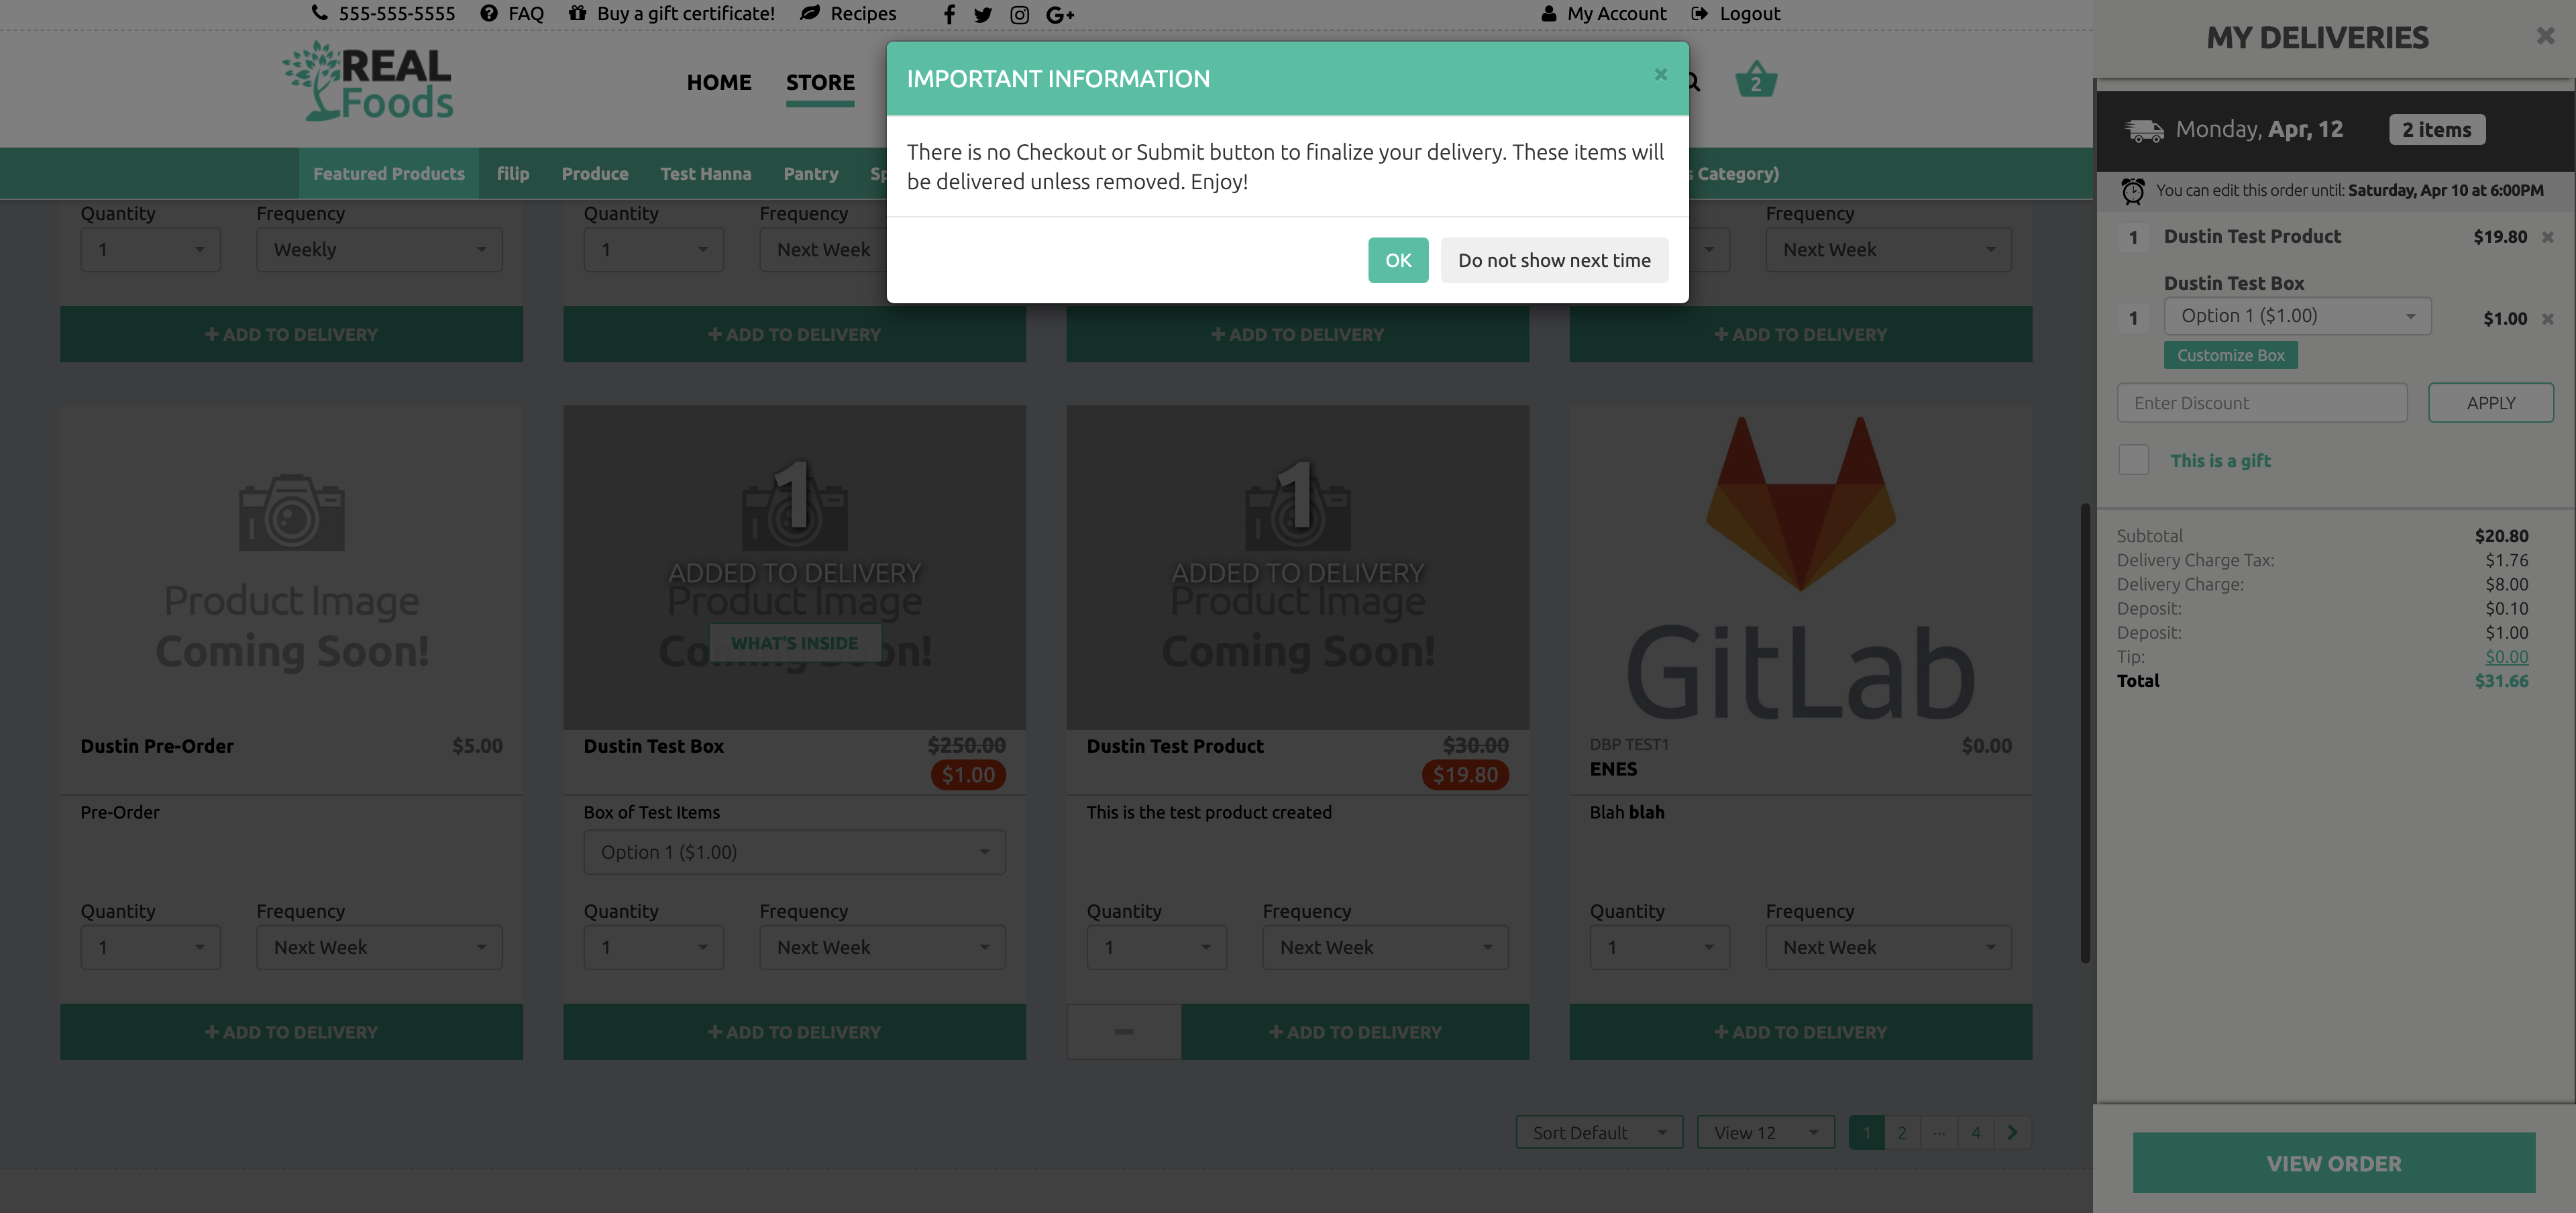 555-555-5555 FAQ Buy a gift certificate! Recipes G+ My Account Logout
REAL
Foods
HOME STORE
2
IMPORTANT INFORMATION
There is no Checkout or Submit button to finalize your delivery. These items will
be delivered unless removed. Enjoy!
OK Do not show next time
Featured Products filip Produce Test Hanna Pantry Category)
Quantity Frequency Quantity Frequency Frequency
1 Weekly 1 Next Week Next Week
+ ADD TO DELIVERY + ADD TO DELIVERY + ADD TO DELIVERY + ADD TO DELIVERY
Product Image
Coming Soon!
Dustin Pre-Order $5.00
Pre-Order
Quantity Frequency
1 Next Week
+ ADD TO DELIVERY
1
ADDED TO DELIVERY
Product Image
Coming Soon!
WHAT'S INSIDE
Dustin Test Box $250.00
$1.00
Box of Test Items
Option 1 ($1.00)
Quantity Frequency
1 Next Week
+ ADD TO DELIVERY
1
ADDED TO DELIVERY
Product Image
Coming Soon!
Dustin Test Product $30.00
$19.80
This is the test product created
Quantity Frequency
1 Next Week
+ ADD TO DELIVERY
GitLab
DBP TEST1 $0.00
ENES
Blah blah
Quantity Frequency
1 Next Week
+ ADD TO DELIVERY
Sort Default View 12 1 2 ... 4
MY DELIVERIES
Monday, Apr, 12 2 items
You can edit this order until: Saturday, Apr 10 at 6:00PM
1 Dustin Test Product $19.80
Dustin Test Box
1 Option 1 ($1.00) $1.00
Customize Box
Enter Discount APPLY
This is a gift
Subtotal $20.80
Delivery Charge Tax: $1.76
Delivery Charge: $8.00
Deposit: $0.10
Deposit: $1.00
Tip: $0.00
Total $31.66
VIEW ORDER